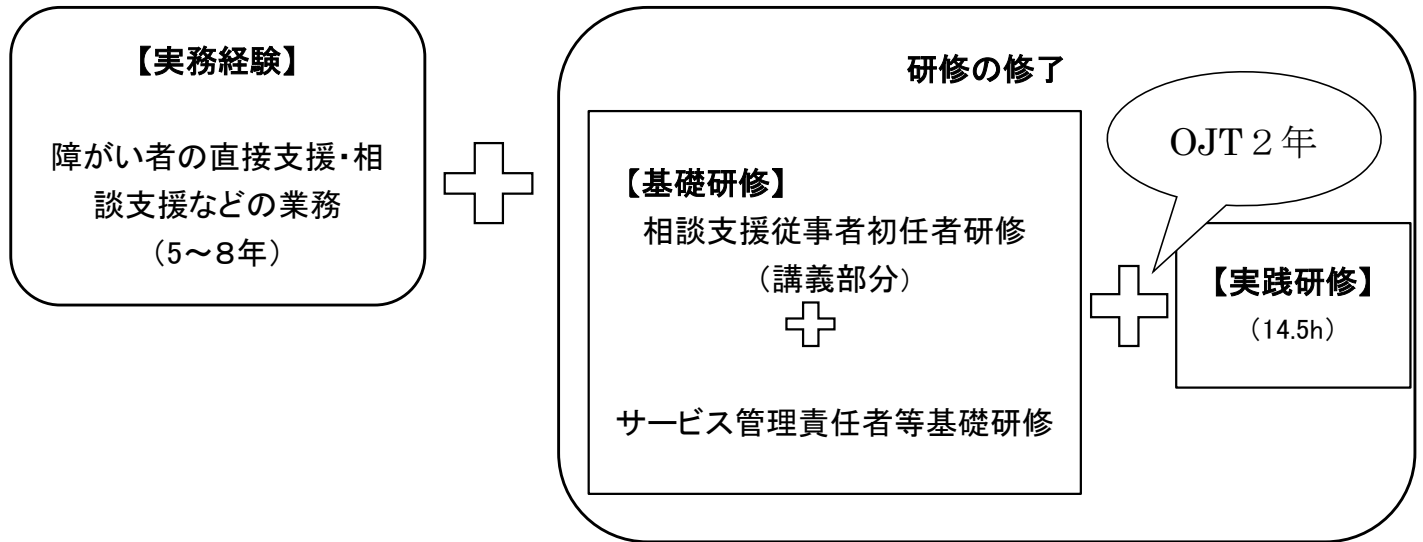 【実務経験】
障がい者の直接支援・相
談支援などの業務
（5～8年）
研修の修了
【基礎研修】
相談支援従事者初任者研修
（講義部分）
サービス管理責任者等基礎研修
OJT２年
【実践研修】
（14.5h）